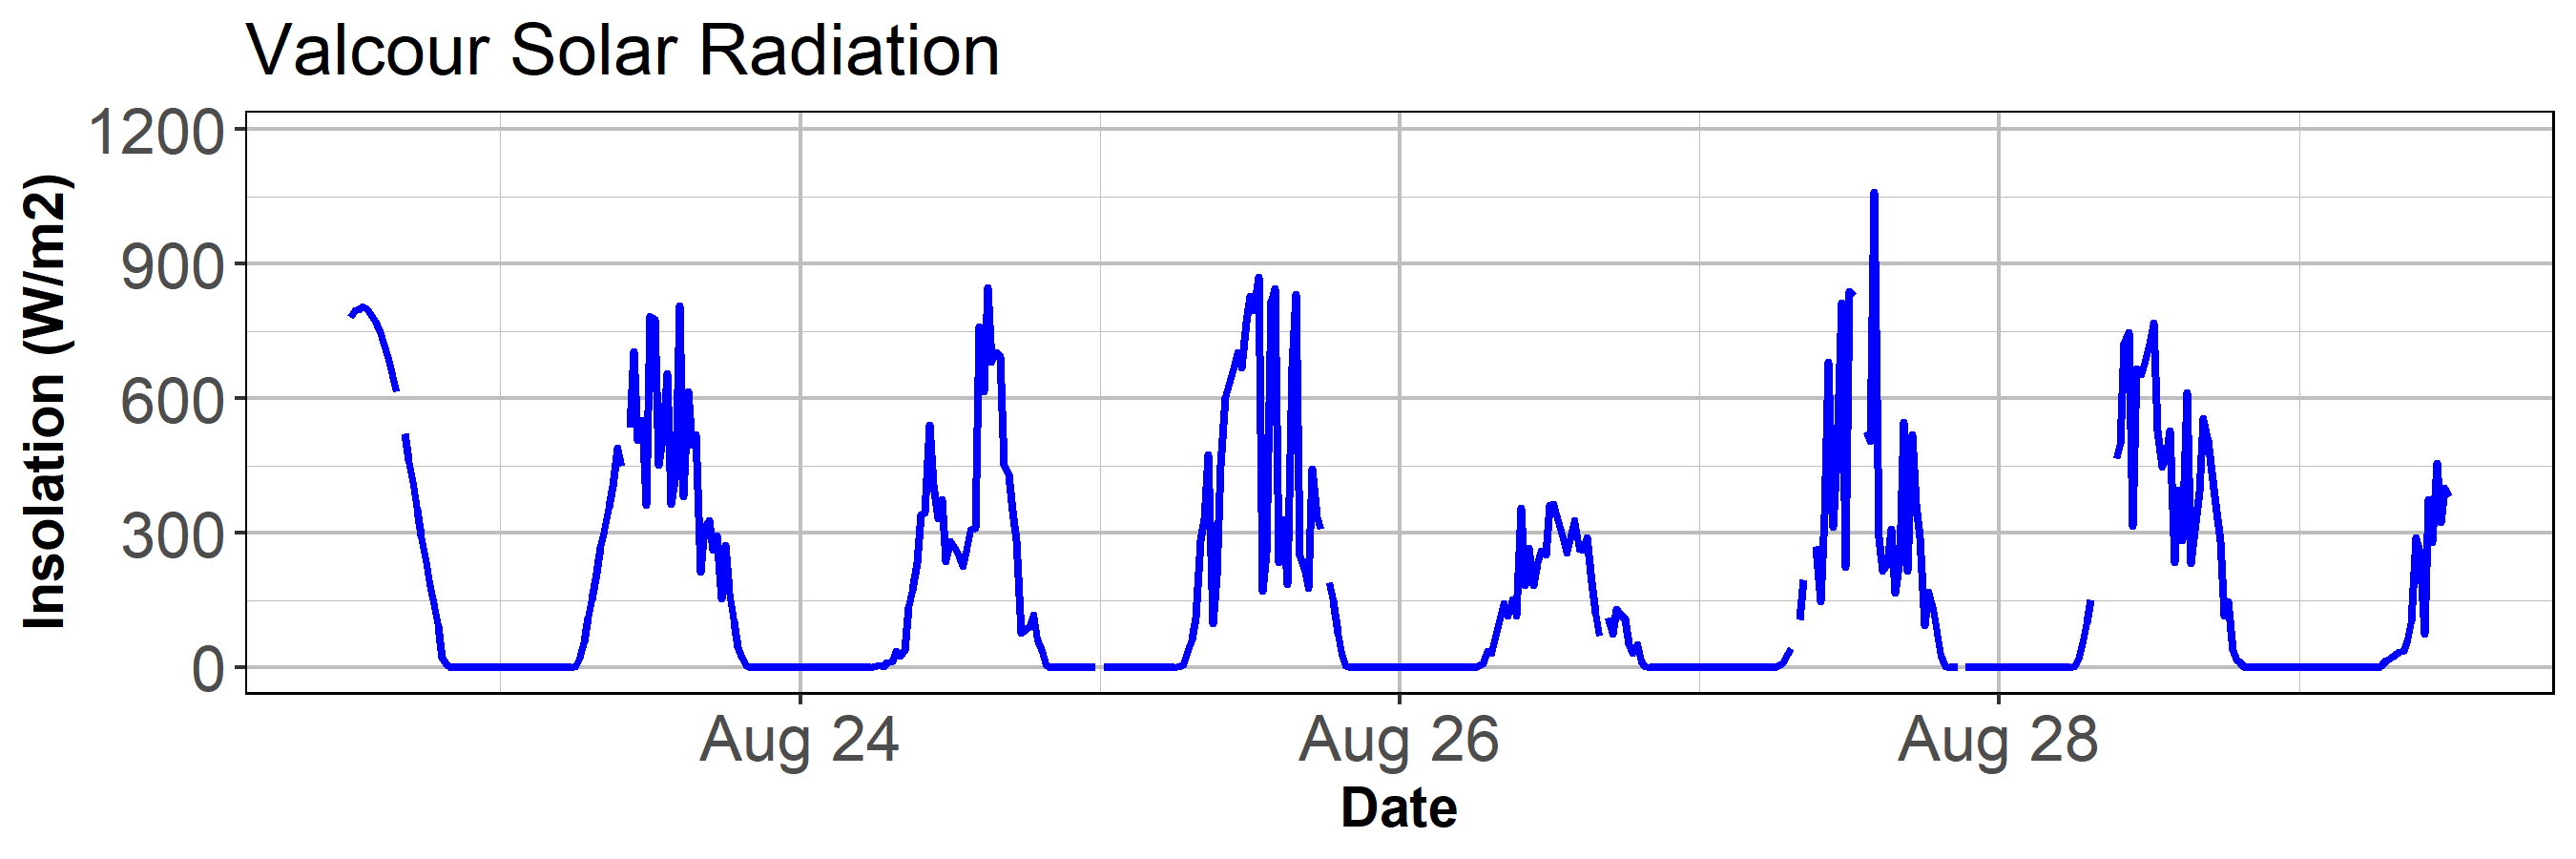 Valcour Solar Radiation
Insolation (W/m2)
1200
900
600
300
0
Aug 24
Aug 26
Aug 28
Date